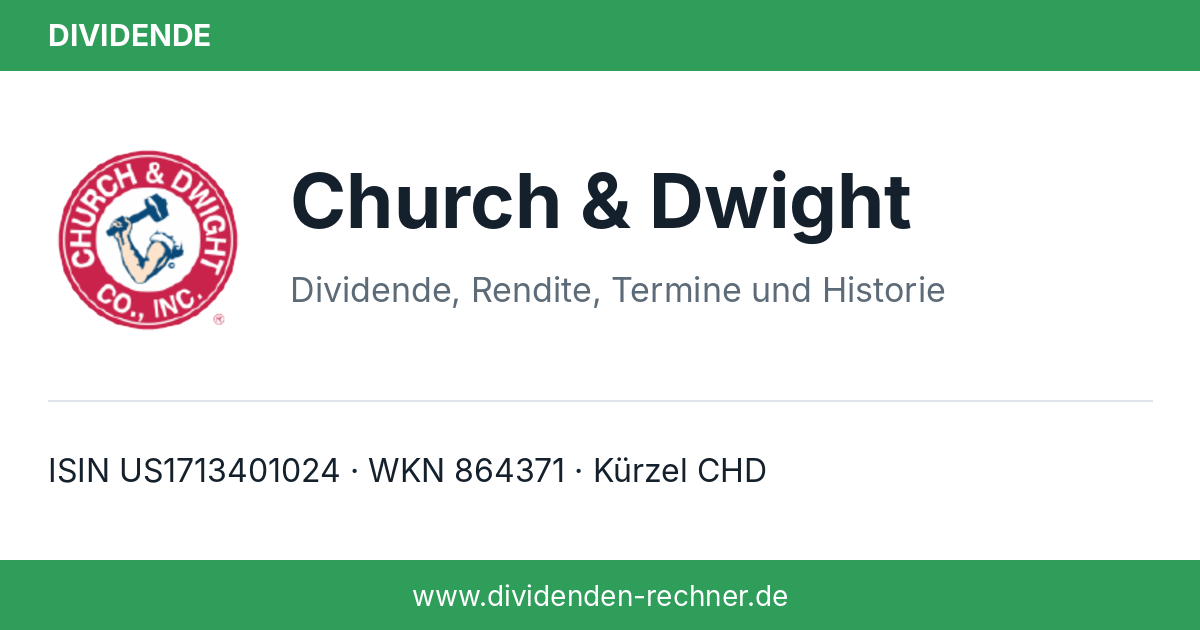 DIVIDENDE
CHURCH & DWIGHT
CO., INC.
®
Church & Dwight
Dividende, Rendite, Termine und Historie
ISIN US1713401024 · WKN 864371 · Kürzel CHD
www.dividenden-rechner.de